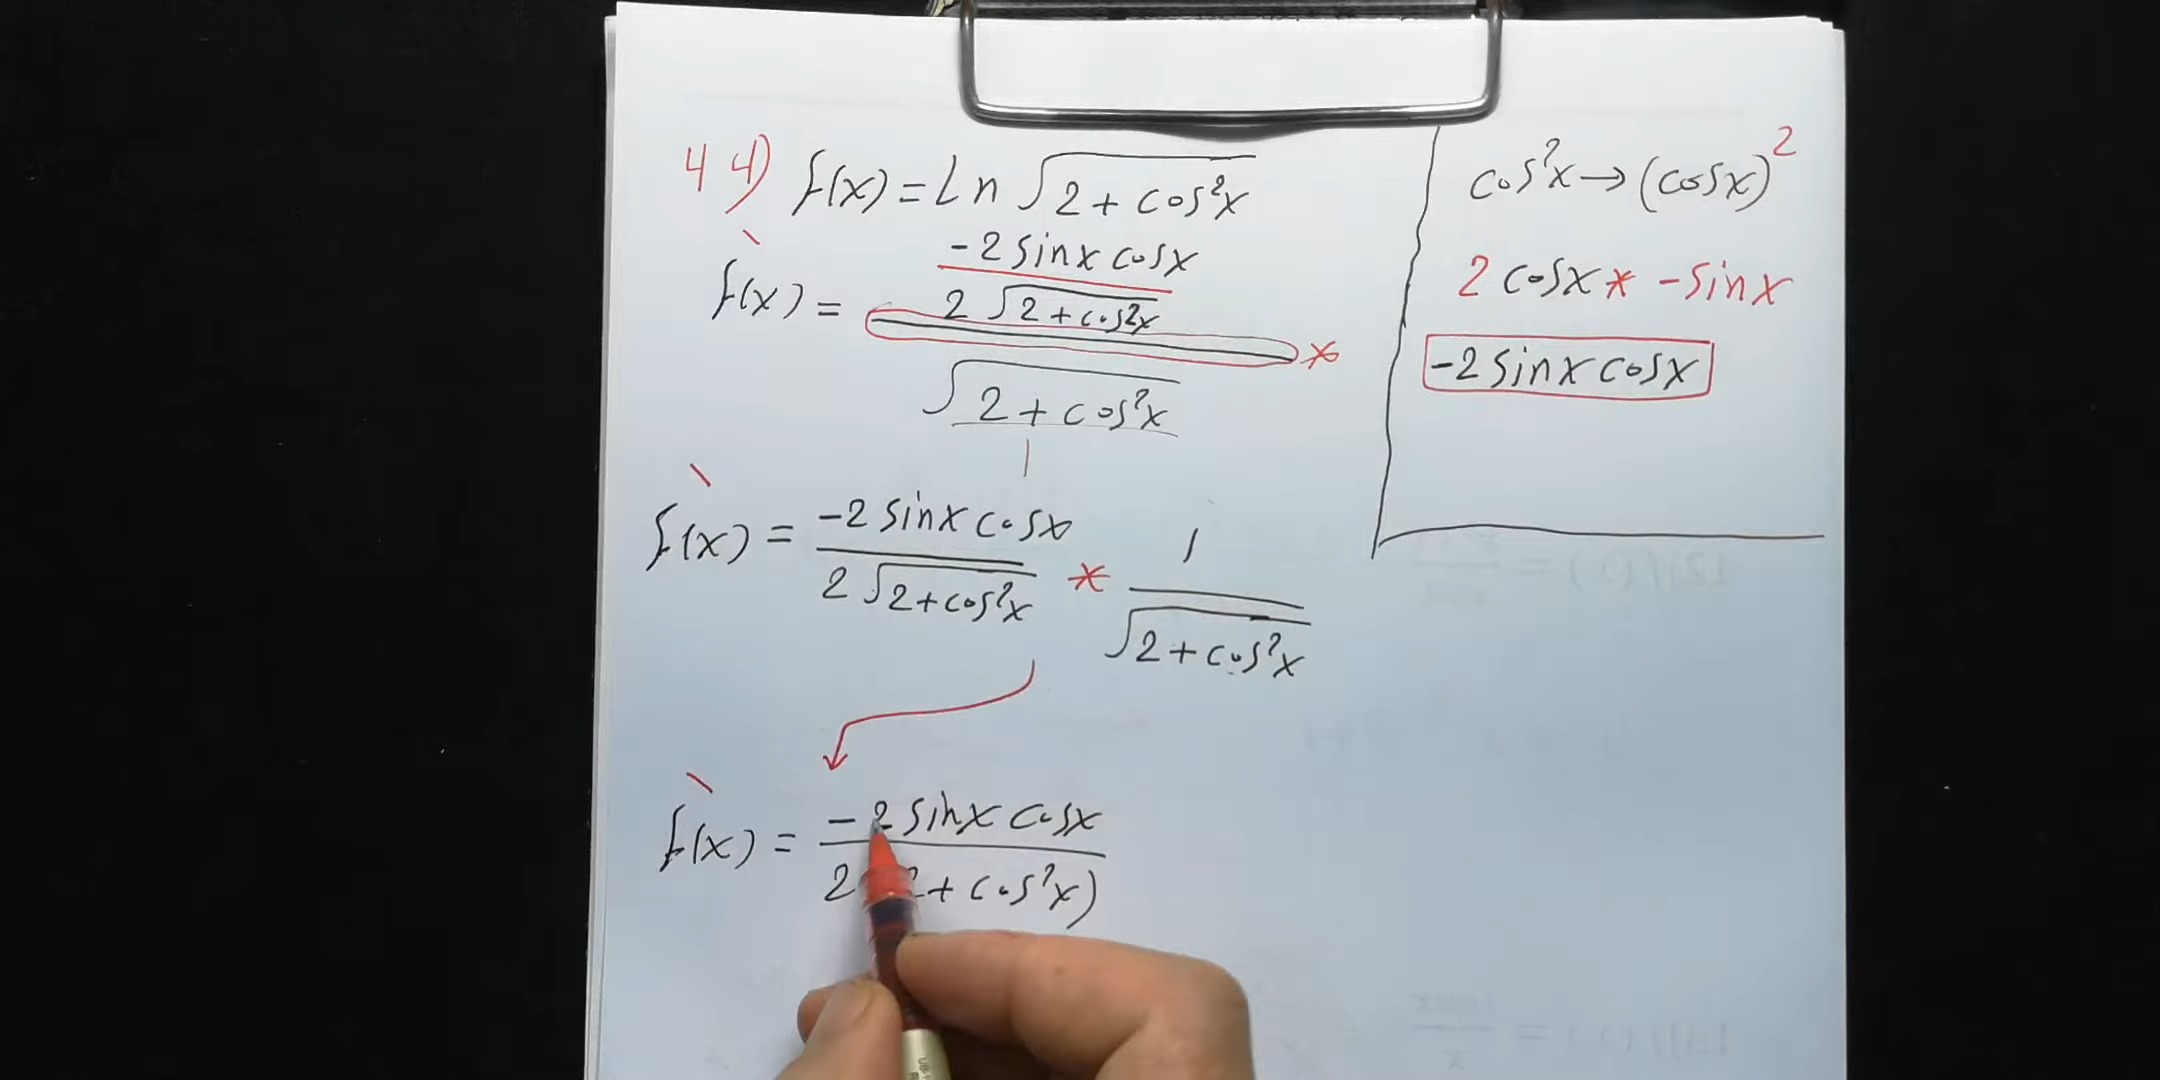 44) f(x) = Ln √(2 + cos²x)
f'(x) = ((-2 sinx cosx)/(2 √(2 + cos²x)))/(√(2 + cos²x)) *
1
f'(x) = (-2 sinx cosx)/(2 √(2+cos²x)) * 1/(√(2+cos²x))
f'(x) = (-2 sinx cosx)/(2 2+ cos²x)
cos²x → (cosx)²
2 cosx * -sinx
-2 sinx cosx